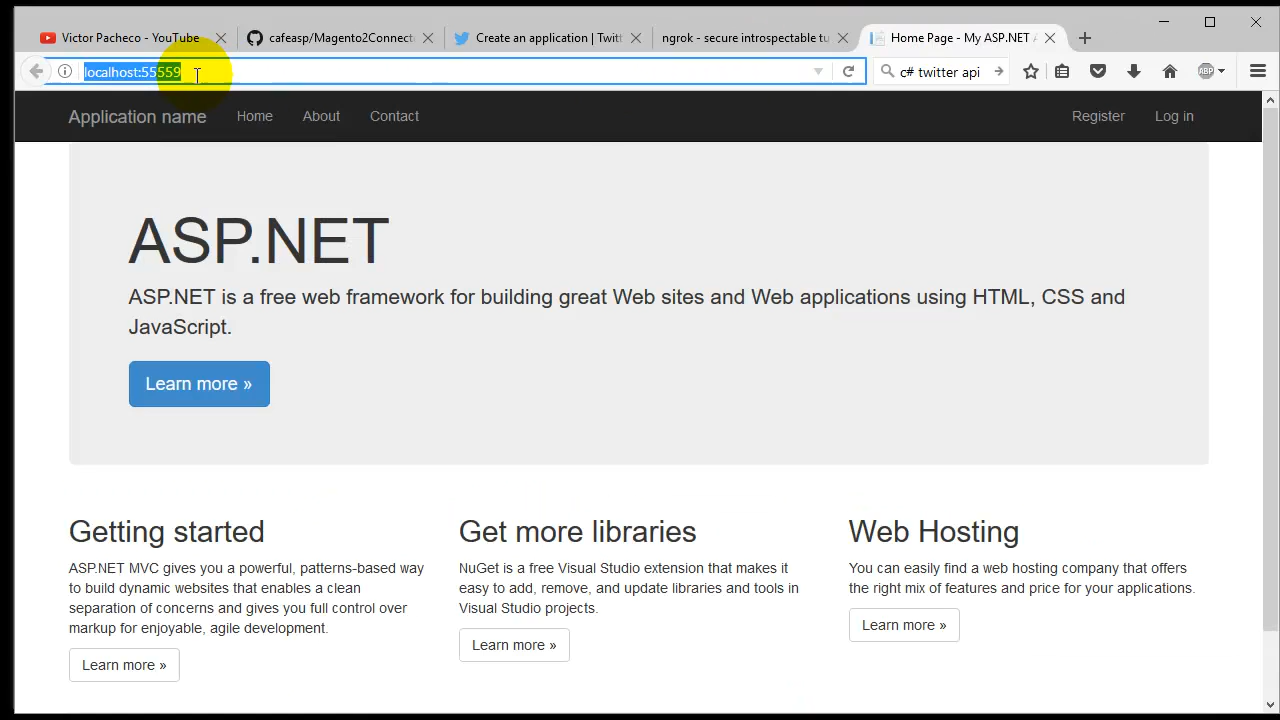 Victor Pacheco - YouTube
cafeasp/Magento2Connect
Create an application | Twitt
ngrok - secure introspectable tu
Home Page - My ASP.NET A
localhost:55559
c# twitter api
ABP
Application name Home About Contact Register Log in
ASP.NET
ASP.NET is a free web framework for building great Web sites and Web applications using HTML, CSS and
JavaScript.
Learn more »
Getting started
ASP.NET MVC gives you a powerful, patterns-based way
to build dynamic websites that enables a clean
separation of concerns and gives you full control over
markup for enjoyable, agile development.
Learn more »
Get more libraries
NuGet is a free Visual Studio extension that makes it
easy to add, remove, and update libraries and tools in
Visual Studio projects.
Learn more »
Web Hosting
You can easily find a web hosting company that offers
the right mix of features and price for your applications.
Learn more »